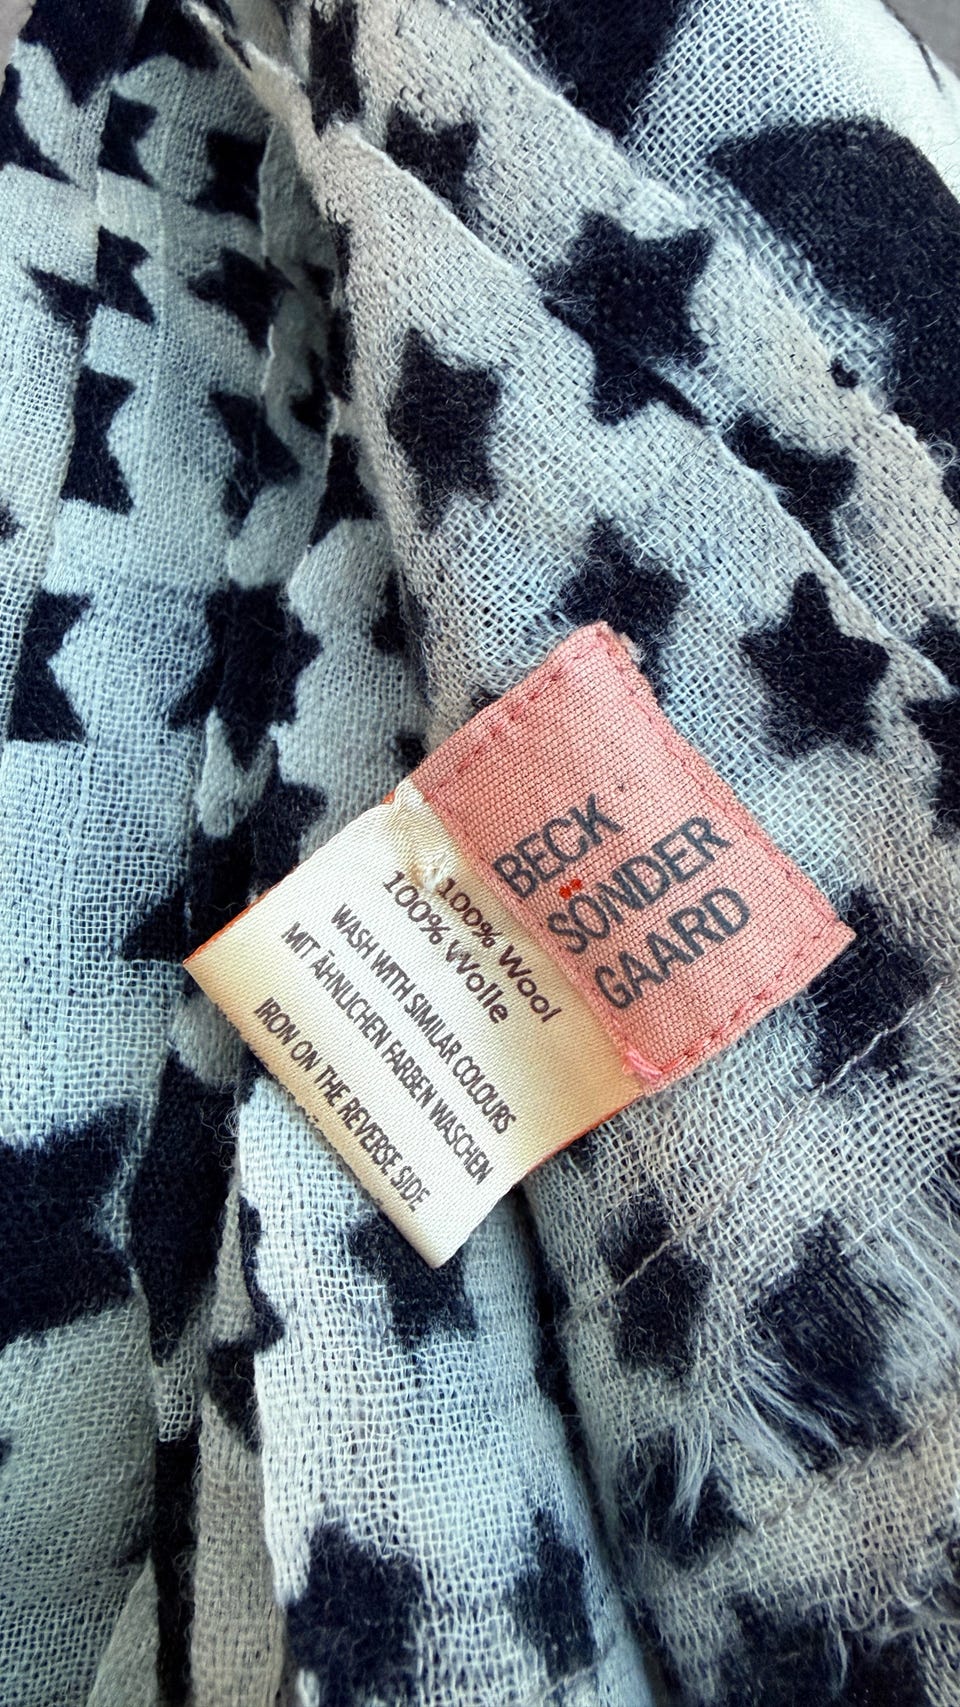 BECK
SÖNDER
GAARD
100% Wool
100% Wolle
WASH WITH SIMILAR COLOURS
MIT ÄHNLICHEN FARBEN WASCHEN
IRON ON THE REVERSE SIDE